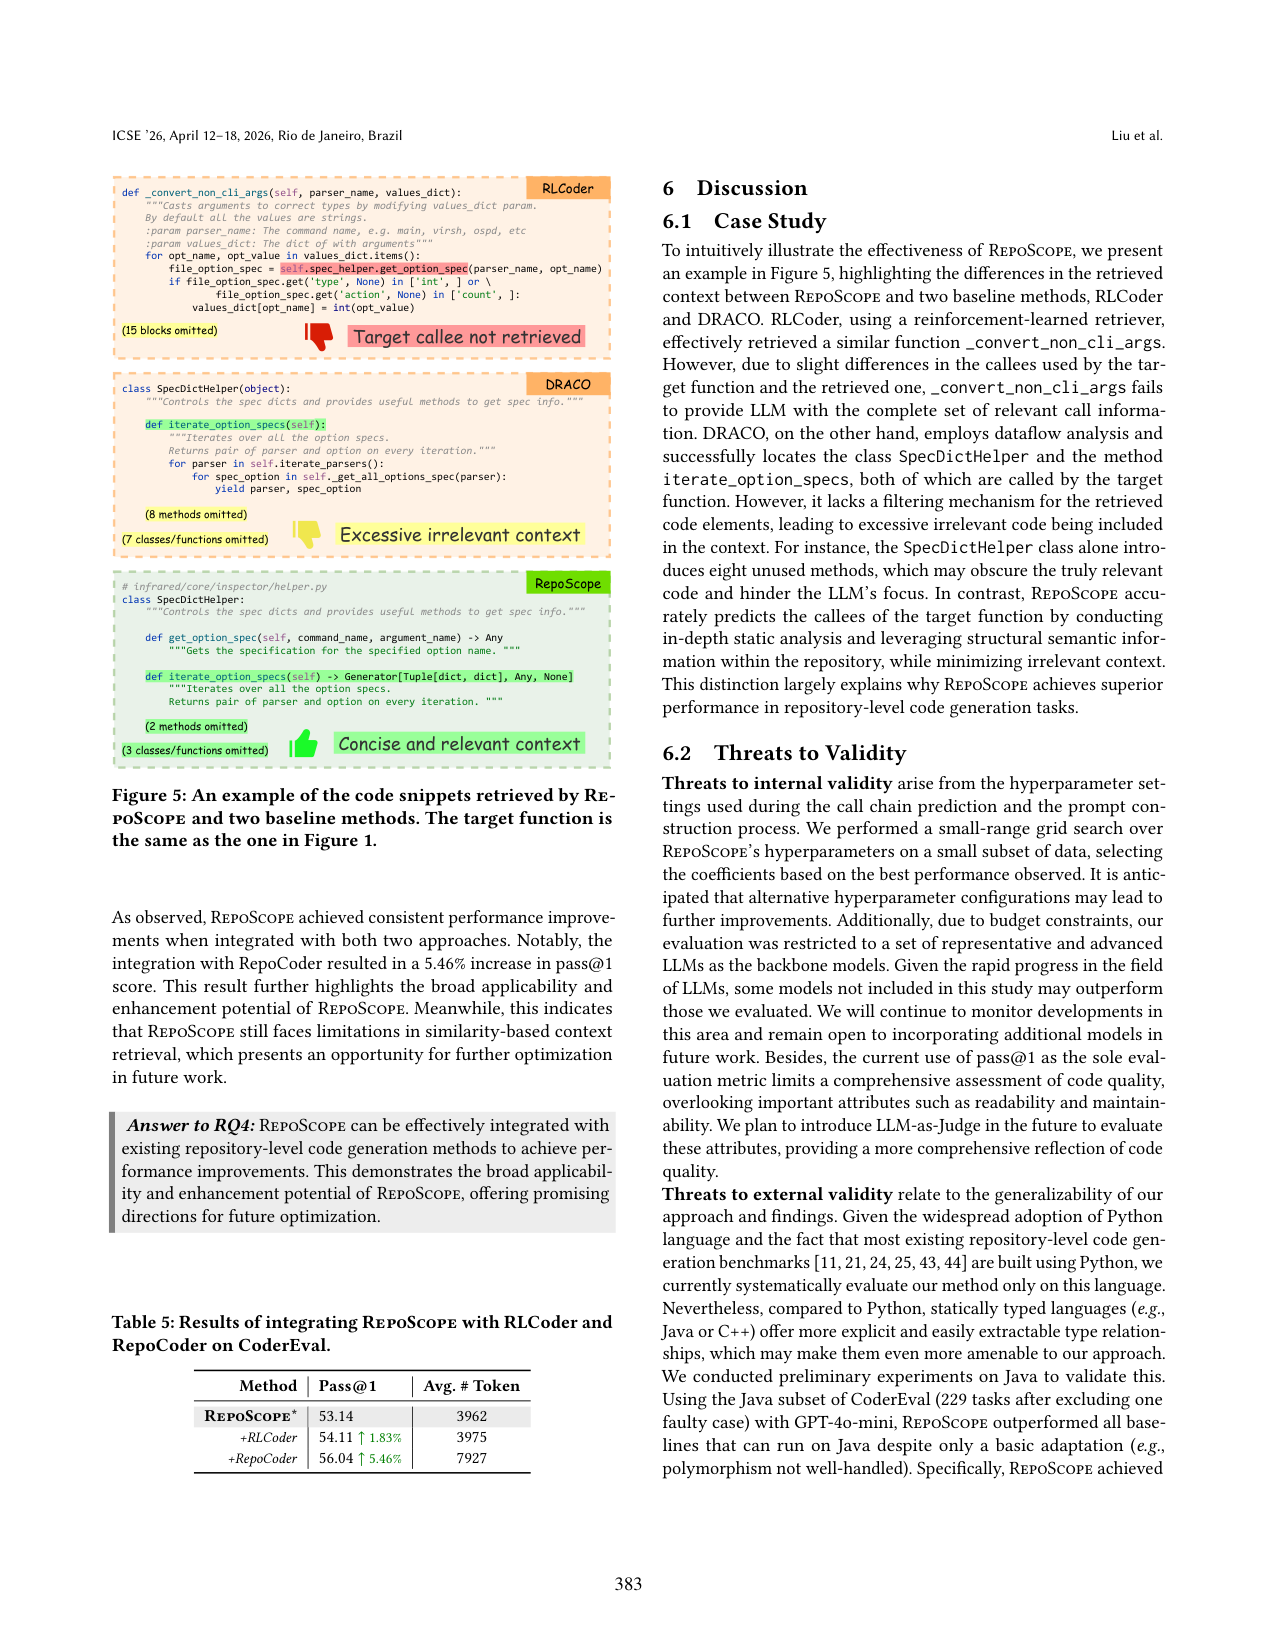 ICSE '26, April 12–18, 2026, Rio de Janeiro, Brazil
Liu et al.
RLCoder
def _convert_non_cli_args(self, parser_name, values_dict):
"""Casts arguments to correct types by modifying values_dict param.
By default all the values are strings.
:param parser_name: The command name, e.g. main, virsh, ospd, etc
:param values_dict: The dict of with arguments"""
for opt_name, opt_value in values_dict.items():
file_option_spec = self.spec_helper.get_option_spec(parser_name, opt_name)
if file_option_spec.get('type', None) in ['int', ] or \
file_option_spec.get('action', None) in ['count', ]:
values_dict[opt_name] = int(opt_value)
(15 blocks omitted)
Target callee not retrieved
DRACO
class SpecDictHelper(object):
"""Controls the spec dicts and provides useful methods to get spec info."""
def iterate_option_specs(self):
"""Iterates over all the option specs.
Returns pair of parser and option on every iteration."""
for parser in self.iterate_parsers():
for spec_option in self._get_all_options_spec(parser):
yield parser, spec_option
(8 methods omitted)
(7 classes/functions omitted)
Excessive irrelevant context
RepoScope
# infrared/core/inspector/helper.py
class SpecDictHelper:
"""Controls the spec dicts and provides useful methods to get spec info."""
def get_option_spec(self, command_name, argument_name) -> Any
"""Gets the specification for the specified option name. """
def iterate_option_specs(self) -> Generator[Tuple[dict, dict], Any, None]
"""Iterates over all the option specs.
Returns pair of parser and option on every iteration. """
(2 methods omitted)
(3 classes/functions omitted)
Concise and relevant context
Figure 5: An example of the code snippets retrieved by RE-
POSCOPE and two baseline methods. The target function is
the same as the one in Figure 1.
As observed, REPOSCOPE achieved consistent performance improve-
ments when integrated with both two approaches. Notably, the
integration with RepoCoder resulted in a 5.46% increase in pass@1
score. This result further highlights the broad applicability and
enhancement potential of REPOSCOPE. Meanwhile, this indicates
that REPOSCOPE still faces limitations in similarity-based context
retrieval, which presents an opportunity for further optimization
in future work.
Answer to RQ4: REPOSCOPE can be effectively integrated with
existing repository-level code generation methods to achieve per-
formance improvements. This demonstrates the broad applicabil-
ity and enhancement potential of REPOSCOPE, offering promising
directions for future optimization.
Table 5: Results of integrating REPOSCOPE with RLCoder and
RepoCoder on CoderEval.
Method Pass@1 Avg. # Token
REPOSCOPE* 53.14 3962
+RLCoder 54.11 ↑ 1.83% 3975
+RepoCoder 56.04 ↑ 5.46% 7927
6 Discussion
6.1 Case Study
To intuitively illustrate the effectiveness of REPOSCOPE, we present
an example in Figure 5, highlighting the differences in the retrieved
context between REPOSCOPE and two baseline methods, RLCoder
and DRACO. RLCoder, using a reinforcement-learned retriever,
effectively retrieved a similar function _convert_non_cli_args.
However, due to slight differences in the callees used by the tar-
get function and the retrieved one, _convert_non_cli_args fails
to provide LLM with the complete set of relevant call informa-
tion. DRACO, on the other hand, employs dataflow analysis and
successfully locates the class SpecDictHelper and the method
iterate_option_specs, both of which are called by the target
function. However, it lacks a filtering mechanism for the retrieved
code elements, leading to excessive irrelevant code being included
in the context. For instance, the SpecDictHelper class alone intro-
duces eight unused methods, which may obscure the truly relevant
code and hinder the LLM's focus. In contrast, REPOSCOPE accu-
rately predicts the callees of the target function by conducting
in-depth static analysis and leveraging structural semantic infor-
mation within the repository, while minimizing irrelevant context.
This distinction largely explains why REPOSCOPE achieves superior
performance in repository-level code generation tasks.
6.2 Threats to Validity
Threats to internal validity arise from the hyperparameter set-
tings used during the call chain prediction and the prompt con-
struction process. We performed a small-range grid search over
REPOSCOPE's hyperparameters on a small subset of data, selecting
the coefficients based on the best performance observed. It is antic-
ipated that alternative hyperparameter configurations may lead to
further improvements. Additionally, due to budget constraints, our
evaluation was restricted to a set of representative and advanced
LLMs as the backbone models. Given the rapid progress in the field
of LLMs, some models not included in this study may outperform
those we evaluated. We will continue to monitor developments in
this area and remain open to incorporating additional models in
future work. Besides, the current use of pass@1 as the sole eval-
uation metric limits a comprehensive assessment of code quality,
overlooking important attributes such as readability and maintain-
ability. We plan to introduce LLM-as-Judge in the future to evaluate
these attributes, providing a more comprehensive reflection of code
quality.
Threats to external validity relate to the generalizability of our
approach and findings. Given the widespread adoption of Python
language and the fact that most existing repository-level code gen-
eration benchmarks [11, 21, 24, 25, 43, 44] are built using Python, we
currently systematically evaluate our method only on this language.
Nevertheless, compared to Python, statically typed languages (e.g.,
Java or C++) offer more explicit and easily extractable type relation-
ships, which may make them even more amenable to our approach.
We conducted preliminary experiments on Java to validate this.
Using the Java subset of CoderEval (229 tasks after excluding one
faulty case) with GPT-4o-mini, REPOSCOPE outperformed all base-
lines that can run on Java despite only a basic adaptation (e.g.,
polymorphism not well-handled). Specifically, REPOSCOPE achieved
383